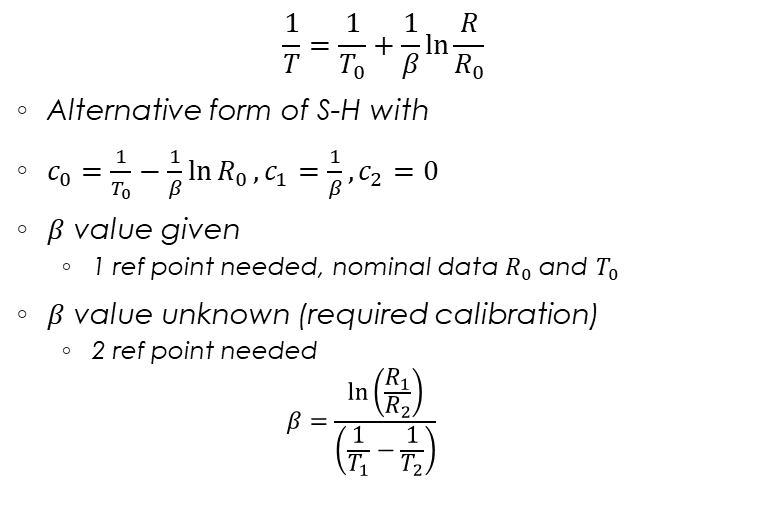 1/T = 1/T₀ + 1/β ln R/R₀
◦ Alternative form of S-H with
◦ c₀ = 1/T₀ − 1/β ln R₀ , c₁ = 1/β , c₂ = 0
◦ β value given
◦ 1 ref point needed, nominal data R₀ and T₀
◦ β value unknown (required calibration)
◦ 2 ref point needed
β = ln(R₁/R₂) / (1/T₁ − 1/T₂)